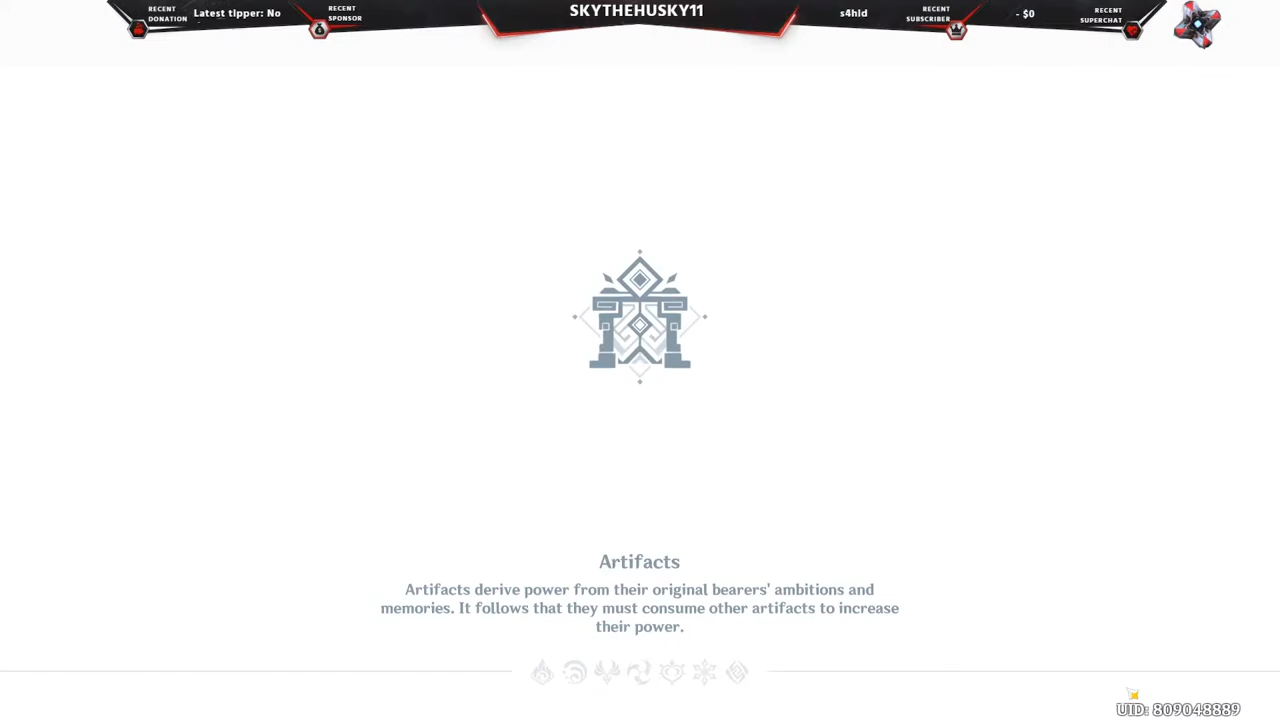 RECENT
DONATION
Latest tipper: No
RECENT
SPONSOR
SKYTHEHUSKY11
s4hld
RECENT
SUBSCRIBER
- $0
RECENT
SUPERCHAT
Artifacts
Artifacts derive power from their original bearers' ambitions and
memories. It follows that they must consume other artifacts to increase
their power.
UID: 809048889